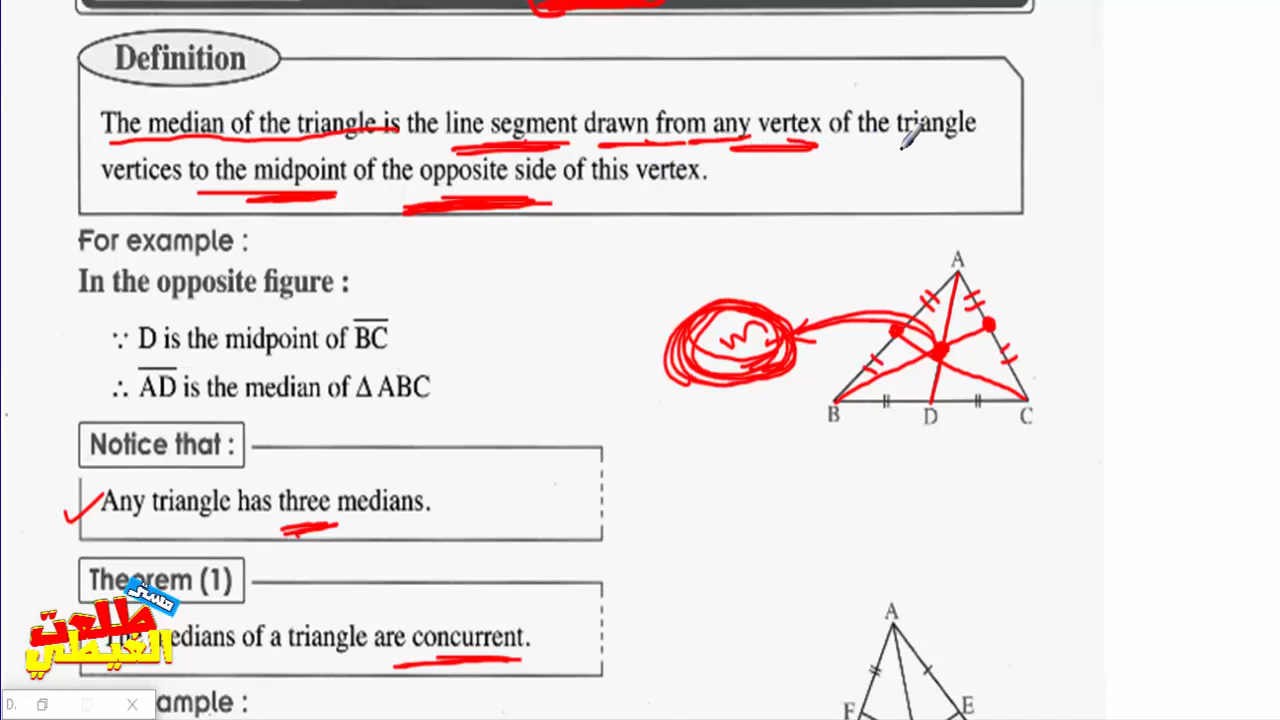 Definition
The median of the triangle is the line segment drawn from any vertex of the triangle
vertices to the midpoint of the opposite side of this vertex.
For example :
In the opposite figure :
∵ D is the midpoint of BC
∴ AD is the median of Δ ABC
A
B
D
C
Notice that :
Any triangle has three medians.
Theorem (1)
The medians of a triangle are concurrent.
مستر
طلعت
الغيطي
ample :
A
F
E
D.